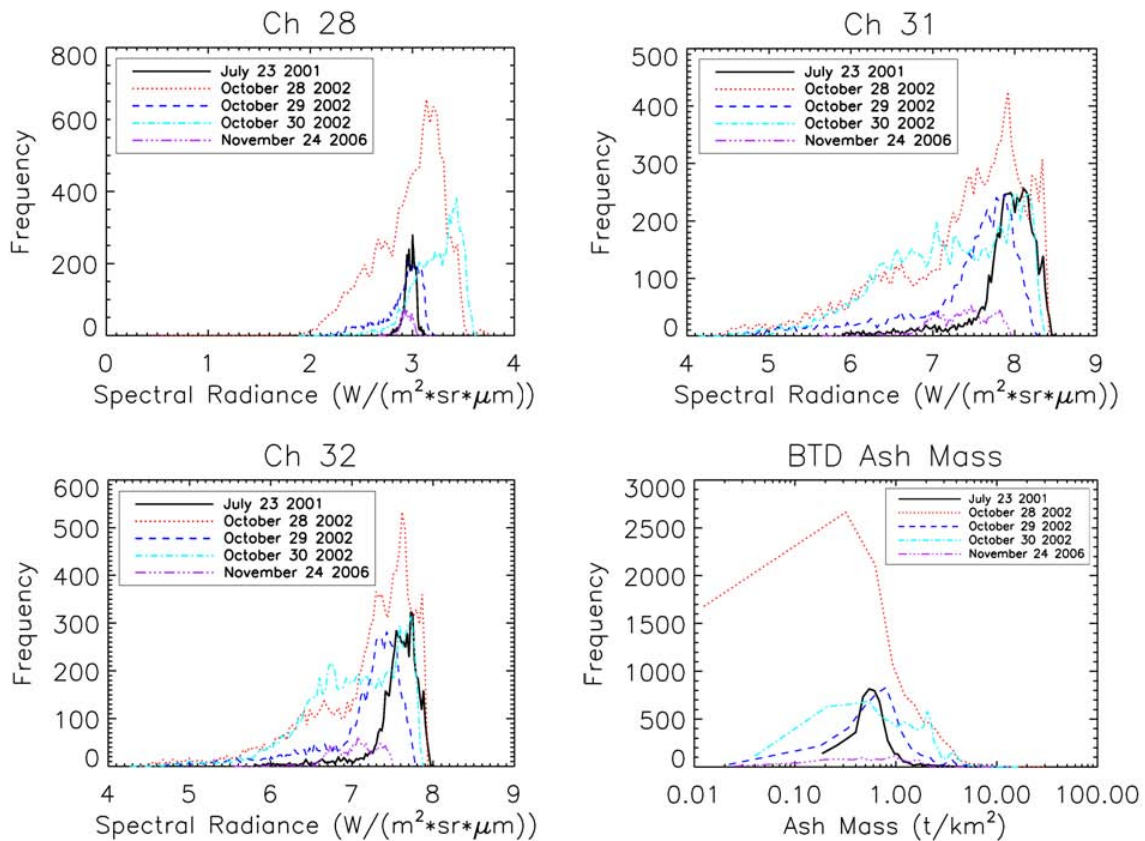 Ch 28
800
600
400
200
0
Frequency
July 23 2001
October 28 2002
October 29 2002
October 30 2002
November 24 2006
0 1 2 3 4
Spectral Radiance (W/(m²*sr*μm))
Ch 31
500
400
300
200
100
0
Frequency
July 23 2001
October 28 2002
October 29 2002
October 30 2002
November 24 2006
4 5 6 7 8 9
Spectral Radiance (W/(m²*sr*μm))
Ch 32
600
500
400
300
200
100
0
Frequency
July 23 2001
October 28 2002
October 29 2002
October 30 2002
November 24 2006
4 5 6 7 8 9
Spectral Radiance (W/(m²*sr*μm))
BTD Ash Mass
3000
2500
2000
1500
1000
500
0
Frequency
July 23 2001
October 28 2002
October 29 2002
October 30 2002
November 24 2006
0.01 0.10 1.00 10.00 100.00
Ash Mass (t/km²)